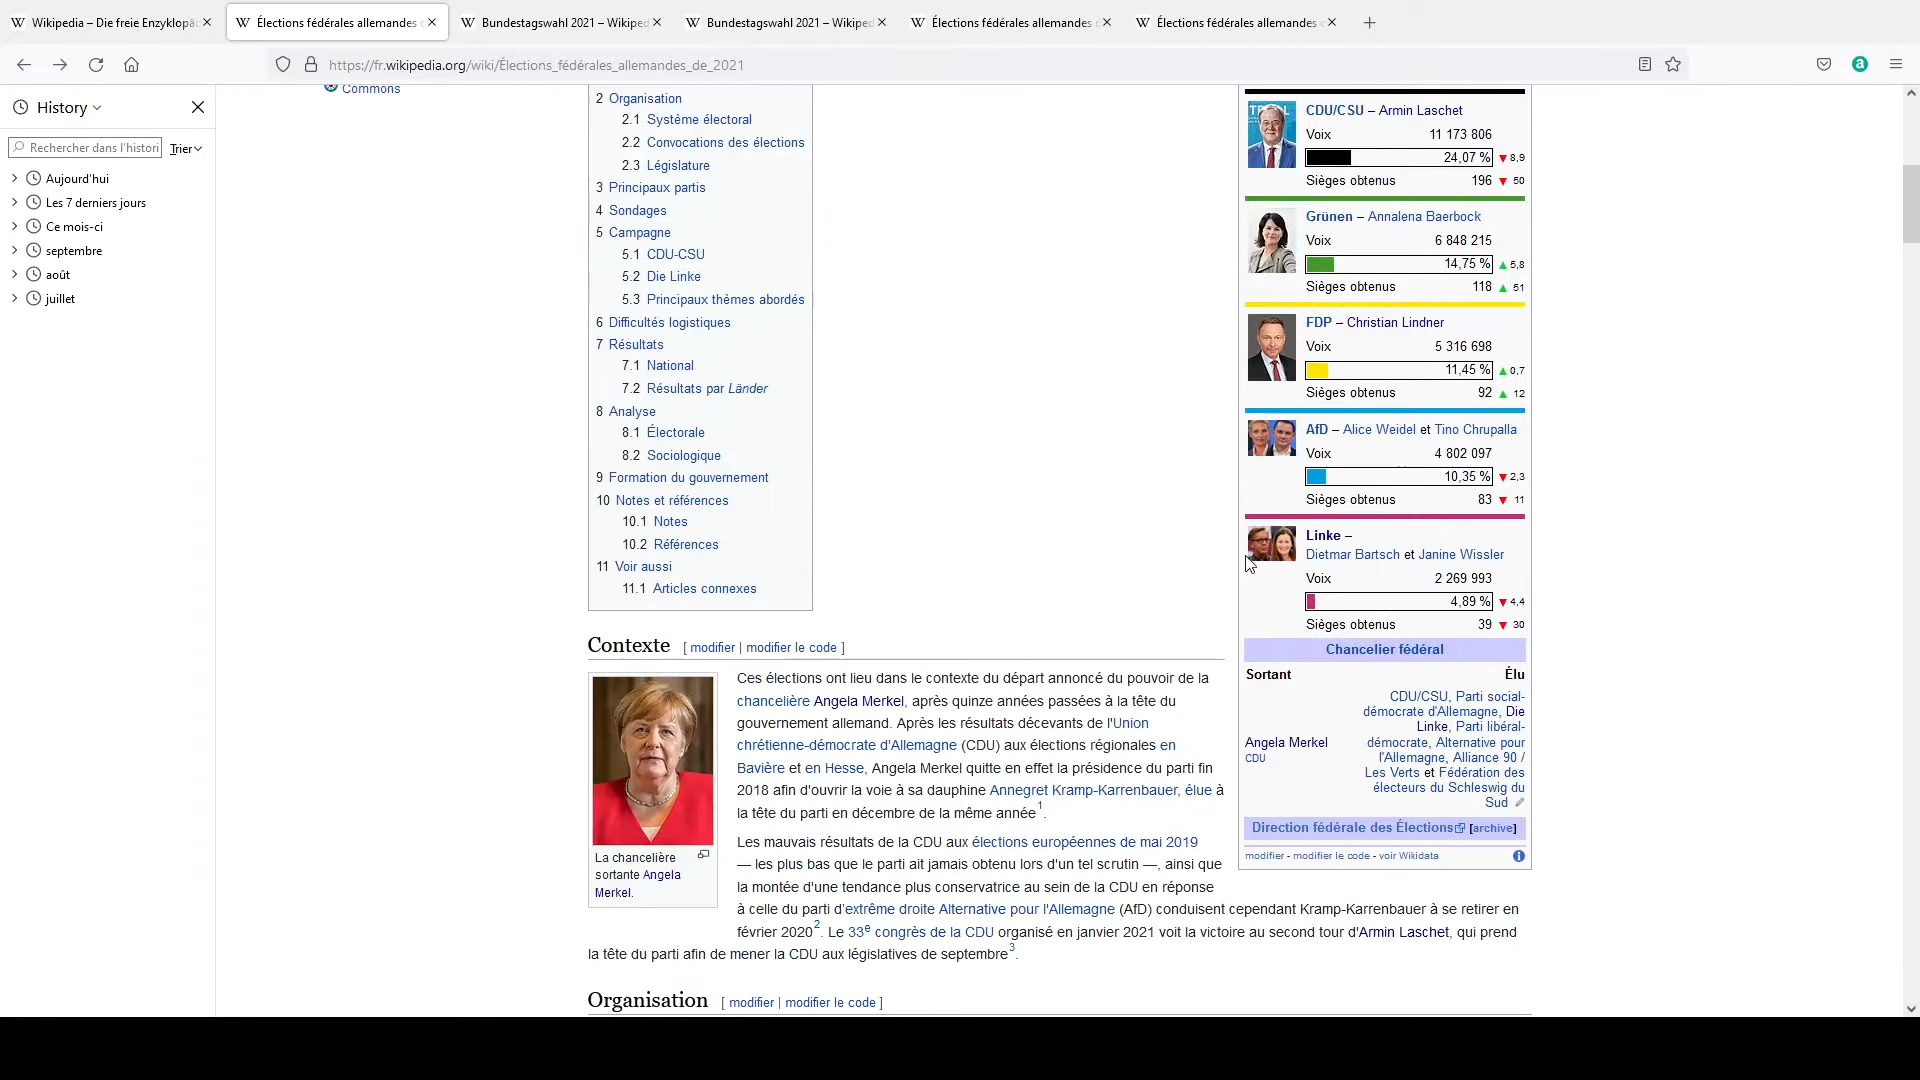 Wikipedia – Die freie Enzyklopä
Élections fédérales allemandes
Bundestagswahl 2021 – Wikiped
Bundestagswahl 2021 – Wikiped
Élections fédérales allemandes
Élections fédérales allemandes
https://fr.wikipedia.org/wiki/Élections_fédérales_allemandes_de_2021
History
Rechercher dans l'histori
Trier
Aujourd'hui
Les 7 derniers jours
Ce mois-ci
septembre
août
juillet
Commons
2 Organisation
2.1 Système électoral
2.2 Convocations des élections
2.3 Législature
3 Principaux partis
4 Sondages
5 Campagne
5.1 CDU-CSU
5.2 Die Linke
5.3 Principaux thèmes abordés
6 Difficultés logistiques
7 Résultats
7.1 National
7.2 Résultats par Länder
8 Analyse
8.1 Électorale
8.2 Sociologique
9 Formation du gouvernement
10 Notes et références
10.1 Notes
10.2 Références
11 Voir aussi
11.1 Articles connexes
CDU/CSU – Armin Laschet
Voix 11 173 806
24,07 % ▼ 8,9
Sièges obtenus 196 ▼ 50
Grünen – Annalena Baerbock
Voix 6 848 215
14,75 % ▲ 5,8
Sièges obtenus 118 ▲ 51
FDP – Christian Lindner
Voix 5 316 698
11,45 % ▲ 0,7
Sièges obtenus 92 ▲ 12
AfD – Alice Weidel et Tino Chrupalla
Voix 4 802 097
10,35 % ▼ 2,3
Sièges obtenus 83 ▼ 11
Linke –
Dietmar Bartsch et Janine Wissler
Voix 2 269 993
4,89 % ▼ 4,4
Sièges obtenus 39 ▼ 30
Chancelier fédéral
Sortant Élu
Angela Merkel
CDU
CDU/CSU, Parti social-
démocrate d'Allemagne, Die
Linke, Parti libéral-
démocrate, Alternative pour
l'Allemagne, Alliance 90 /
Les Verts et Fédération des
électeurs du Schleswig du
Sud
Direction fédérale des Élections [archive]
modifier - modifier le code - voir Wikidata
Contexte [ modifier | modifier le code ]
La chancelière
sortante Angela
Merkel.
Ces élections ont lieu dans le contexte du départ annoncé du pouvoir de la
chancelière Angela Merkel, après quinze années passées à la tête du
gouvernement allemand. Après les résultats décevants de l'Union
chrétienne-démocrate d'Allemagne (CDU) aux élections régionales en
Bavière et en Hesse, Angela Merkel quitte en effet la présidence du parti fin
2018 afin d'ouvrir la voie à sa dauphine Annegret Kramp-Karrenbauer, élue à
la tête du parti en décembre de la même année1.
Les mauvais résultats de la CDU aux élections européennes de mai 2019
— les plus bas que le parti ait jamais obtenu lors d'un tel scrutin —, ainsi que
la montée d'une tendance plus conservatrice au sein de la CDU en réponse
à celle du parti d'extrême droite Alternative pour l'Allemagne (AfD) conduisent cependant Kramp-Karrenbauer à se retirer en
février 20202. Le 33e congrès de la CDU organisé en janvier 2021 voit la victoire au second tour d'Armin Laschet, qui prend
la tête du parti afin de mener la CDU aux législatives de septembre3.
Organisation [ modifier | modifier le code ]